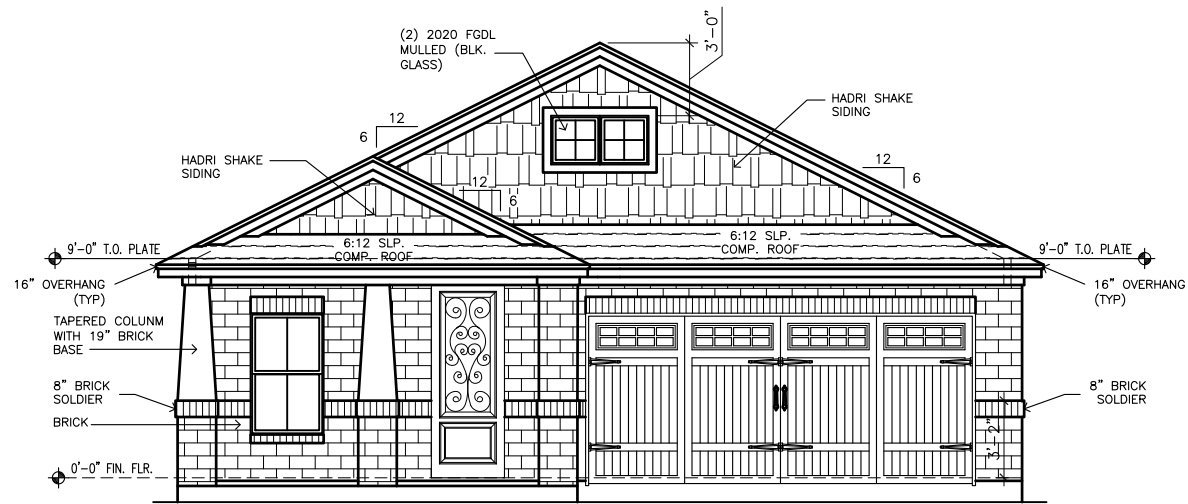 (2) 2020 FGDL
MULLED (BLK.
GLASS)
3'-0"
HADRI SHAKE
SIDING
12
6
12
6
HADRI SHAKE
SIDING
12
6
6:12 SLP.
COMP. ROOF
6:12 SLP.
COMP. ROOF
9'-0" T.O. PLATE
9'-0" T.O. PLATE
16" OVERHANG
(TYP)
16" OVERHANG
(TYP)
TAPERED COLUNM
WITH 19" BRICK
BASE
8" BRICK
SOLDIER
8" BRICK
SOLDIER
BRICK
3'-2"
0'-0" FIN. FLR.